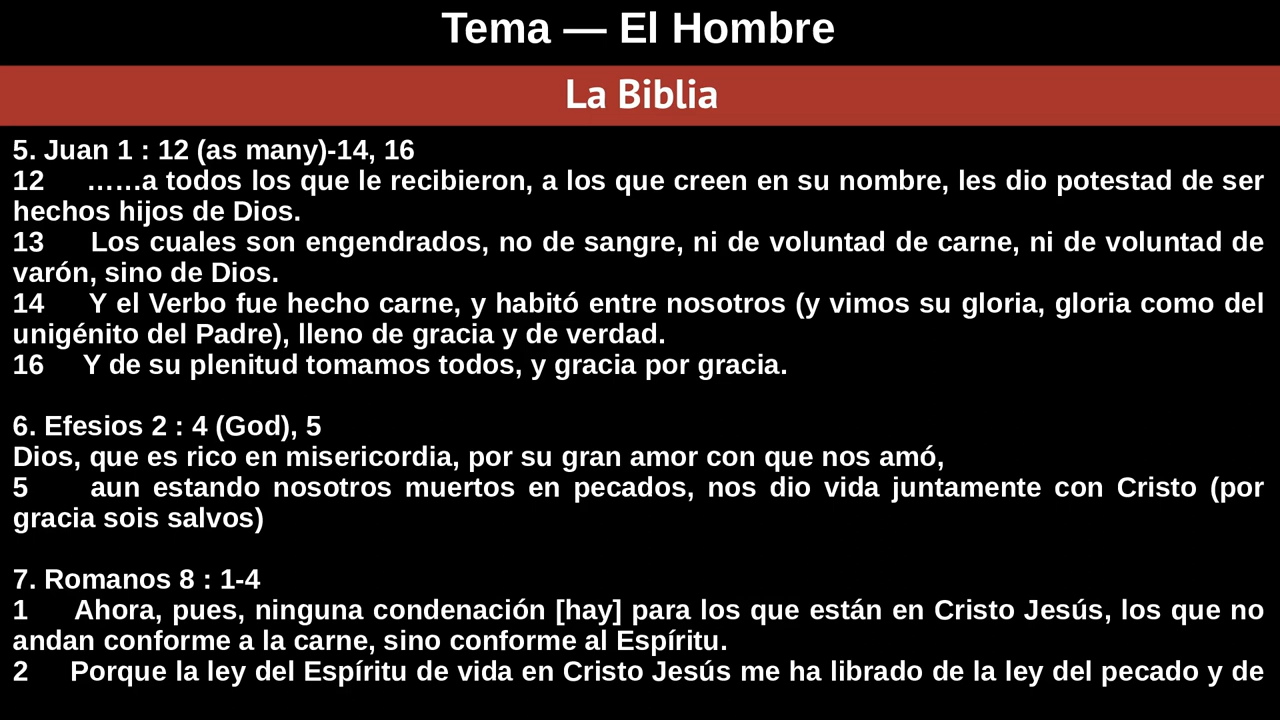 Tema — El Hombre
La Biblia
5. Juan 1 : 12 (as many)-14, 16
12 ……a todos los que le recibieron, a los que creen en su nombre, les dio potestad de ser
hechos hijos de Dios.
13 Los cuales son engendrados, no de sangre, ni de voluntad de carne, ni de voluntad de
varón, sino de Dios.
14 Y el Verbo fue hecho carne, y habitó entre nosotros (y vimos su gloria, gloria como del
unigénito del Padre), lleno de gracia y de verdad.
16 Y de su plenitud tomamos todos, y gracia por gracia.
6. Efesios 2 : 4 (God), 5
Dios, que es rico en misericordia, por su gran amor con que nos amó,
5 aun estando nosotros muertos en pecados, nos dio vida juntamente con Cristo (por
gracia sois salvos)
7. Romanos 8 : 1-4
1 Ahora, pues, ninguna condenación [hay] para los que están en Cristo Jesús, los que no
andan conforme a la carne, sino conforme al Espíritu.
2 Porque la ley del Espíritu de vida en Cristo Jesús me ha librado de la ley del pecado y de